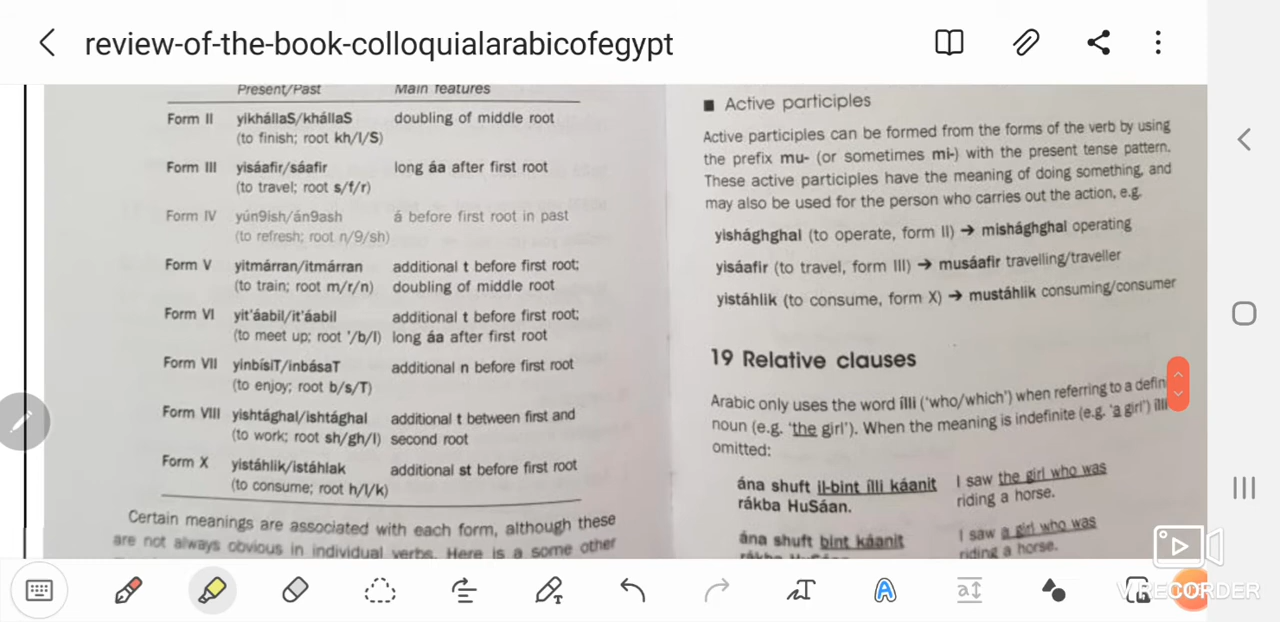 review-of-the-book-colloquialarabicofegypt
Present/Past Main features
Form II yikhállaS/khállaS doubling of middle root
(to finish; root kh/l/S)
Form III yisáafir/sáafir long áa after first root
(to travel; root s/f/r)
Form IV yún9ish/án9ash á before first root in past
(to refresh; root n/9/sh)
Form V yitmárran/itmárran additional t before first root;
(to train; root m/r/n) doubling of middle root
Form VI yit'áabil/it'áabil additional t before first root;
(to meet up; root '/b/l) long áa after first root
Form VII yinbísiT/inbásaT additional n before first root
(to enjoy; root b/s/T)
Form VIII yishtághal/ishtághal additional t between first and
(to work; root sh/gh/l) second root
Form X yistáhlik/istáhlak additional st before first root
(to consume; root h/l/k)
Certain meanings are associated with each form, although these
are not always obvious in individual verbs. Here is a some other
■ Active participles
Active participles can be formed from the forms of the verb by using
the prefix mu- (or sometimes mi-) with the present tense pattern.
These active participles have the meaning of doing something, and
may also be used for the person who carries out the action, e.g.
yishághghal (to operate, form II) → mishághghal operating
yisáafir (to travel, form III) → musáafir travelling/traveller
yistáhlik (to consume, form X) → mustáhlik consuming/consumer
19 Relative clauses
Arabic only uses the word ílli ('who/which') when referring to a defin
noun (e.g. 'the girl'). When the meaning is indefinite (e.g. 'a girl') ílli
omitted:
ána shuft il-bint ílli káanit I saw the girl who was
rákba HuSáan. riding a horse.
ána shuft bint káanit I saw a girl who was
riding a horse.
RECORDER